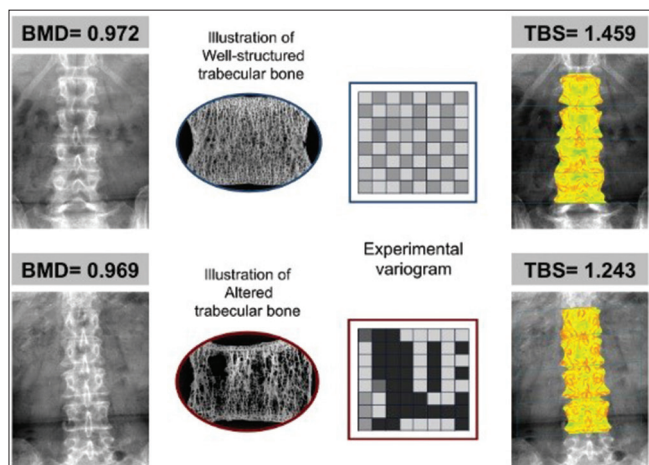 BMD= 0.972
Illustration of
Well-structured
trabecular bone
TBS= 1.459
BMD= 0.969
Illustration of
Altered
trabecular bone
Experimental
variogram
TBS= 1.243